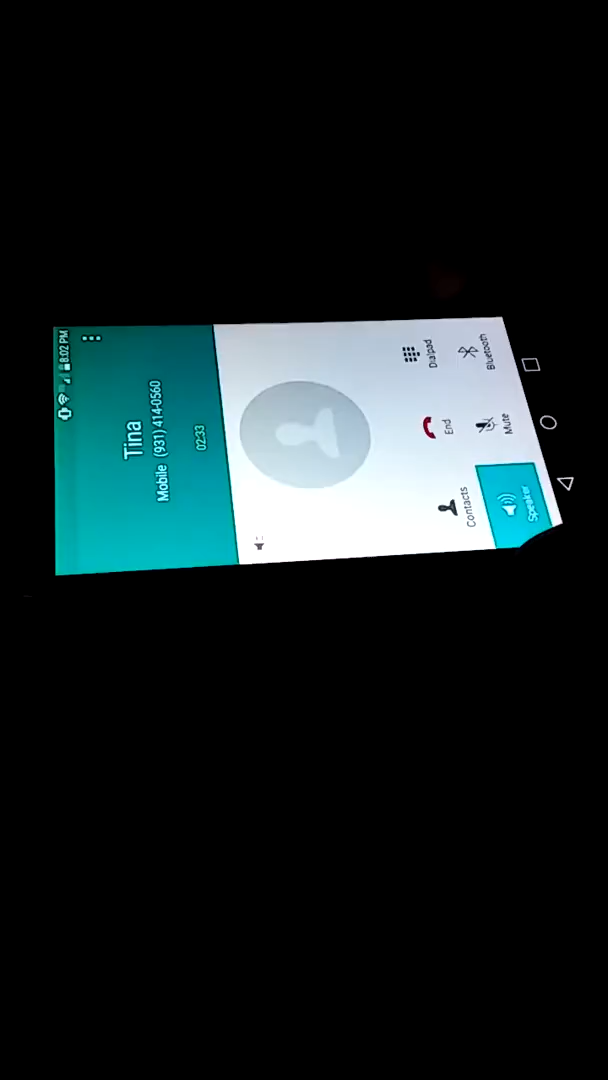 8:02 PM
Tina
Mobile (931) 414-0560
02:33
Contacts
End
Dialpad
Speaker
Mute
Bluetooth